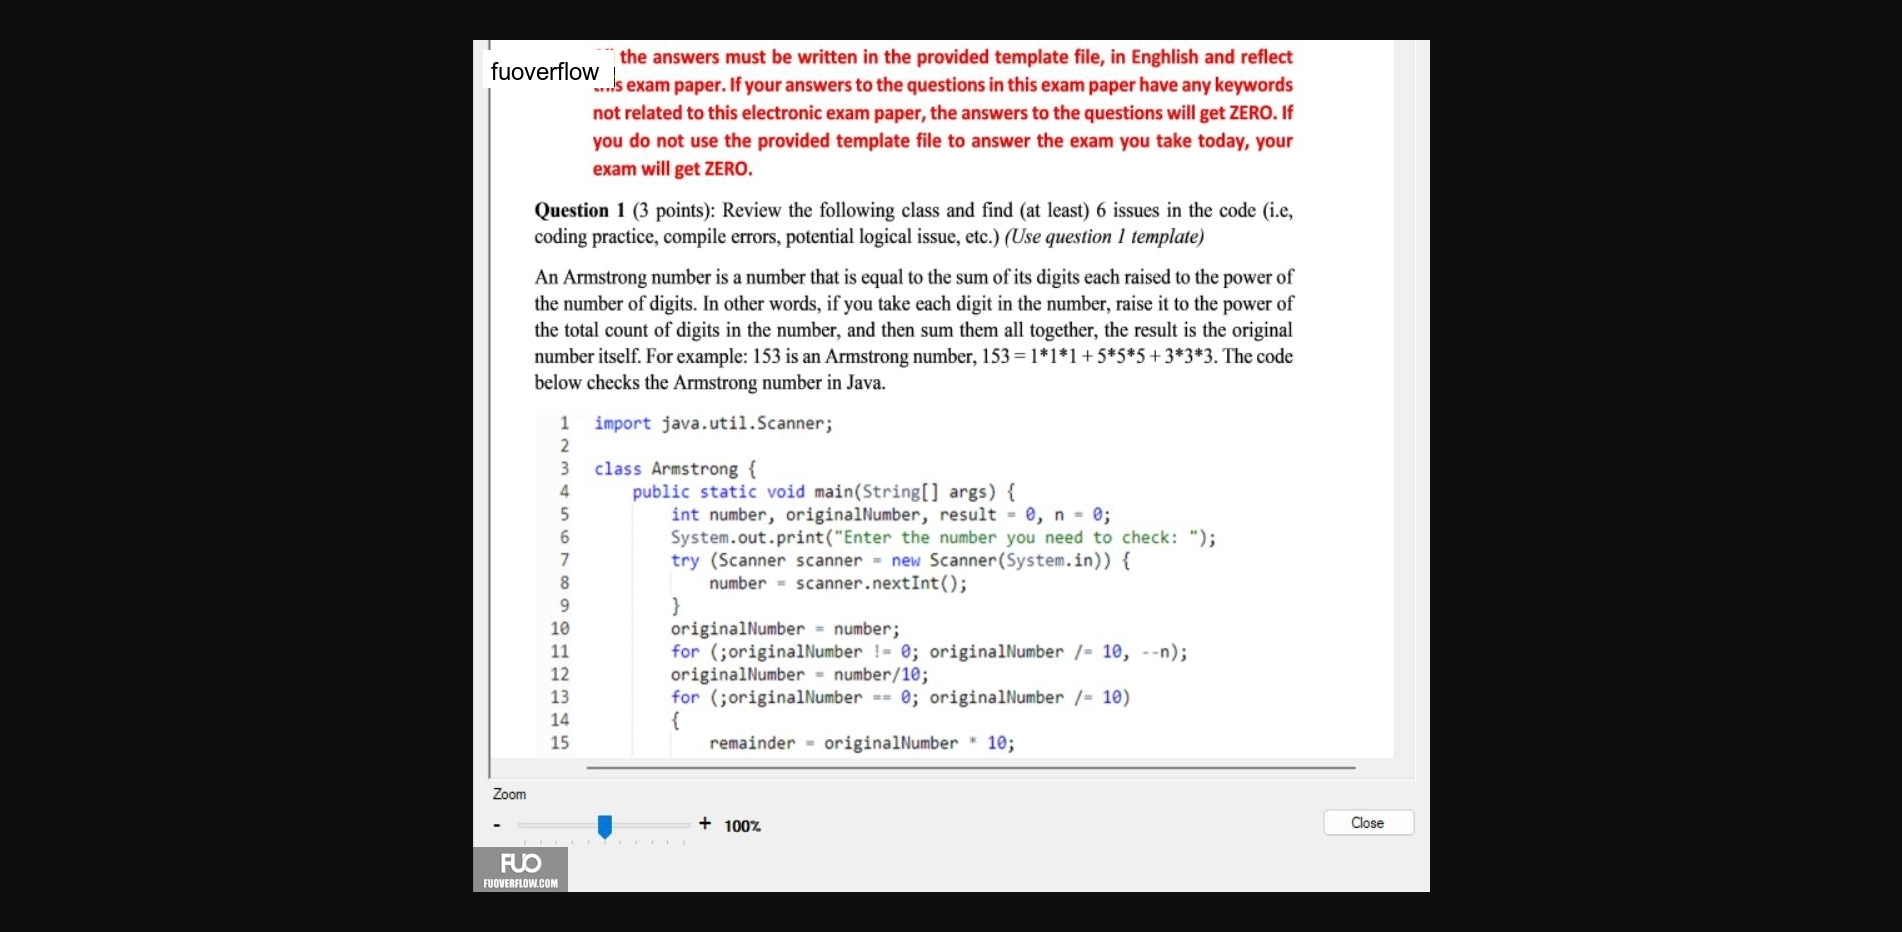 the answers must be written in the provided template file, in Enghlish and reflect
fuoverflow
exam paper. If your answers to the questions in this exam paper have any keywords
not related to this electronic exam paper, the answers to the questions will get ZERO. If
you do not use the provided template file to answer the exam you take today, your
exam will get ZERO.
Question 1 (3 points): Review the following class and find (at least) 6 issues in the code (i.e,
coding practice, compile errors, potential logical issue, etc.) (Use question 1 template)
An Armstrong number is a number that is equal to the sum of its digits each raised to the power of
the number of digits. In other words, if you take each digit in the number, raise it to the power of
the total count of digits in the number, and then sum them all together, the result is the original
number itself. For example: 153 is an Armstrong number, 153 = 1*1*1 + 5*5*5 + 3*3*3. The code
below checks the Armstrong number in Java.
1 import java.util.Scanner;
2
3 class Armstrong {
4 public static void main(String[] args) {
5 int number, originalNumber, result = 0, n = 0;
6 System.out.print("Enter the number you need to check: ");
7 try (Scanner scanner = new Scanner(System.in)) {
8 number = scanner.nextInt();
9 }
10 originalNumber = number;
11 for (;originalNumber != 0; originalNumber /= 10, --n);
12 originalNumber = number/10;
13 for (;originalNumber == 0; originalNumber /= 10)
14 {
15 remainder = originalNumber * 10;
Zoom
- + 100%
Close
FUO
FUOVERFLOW.COM